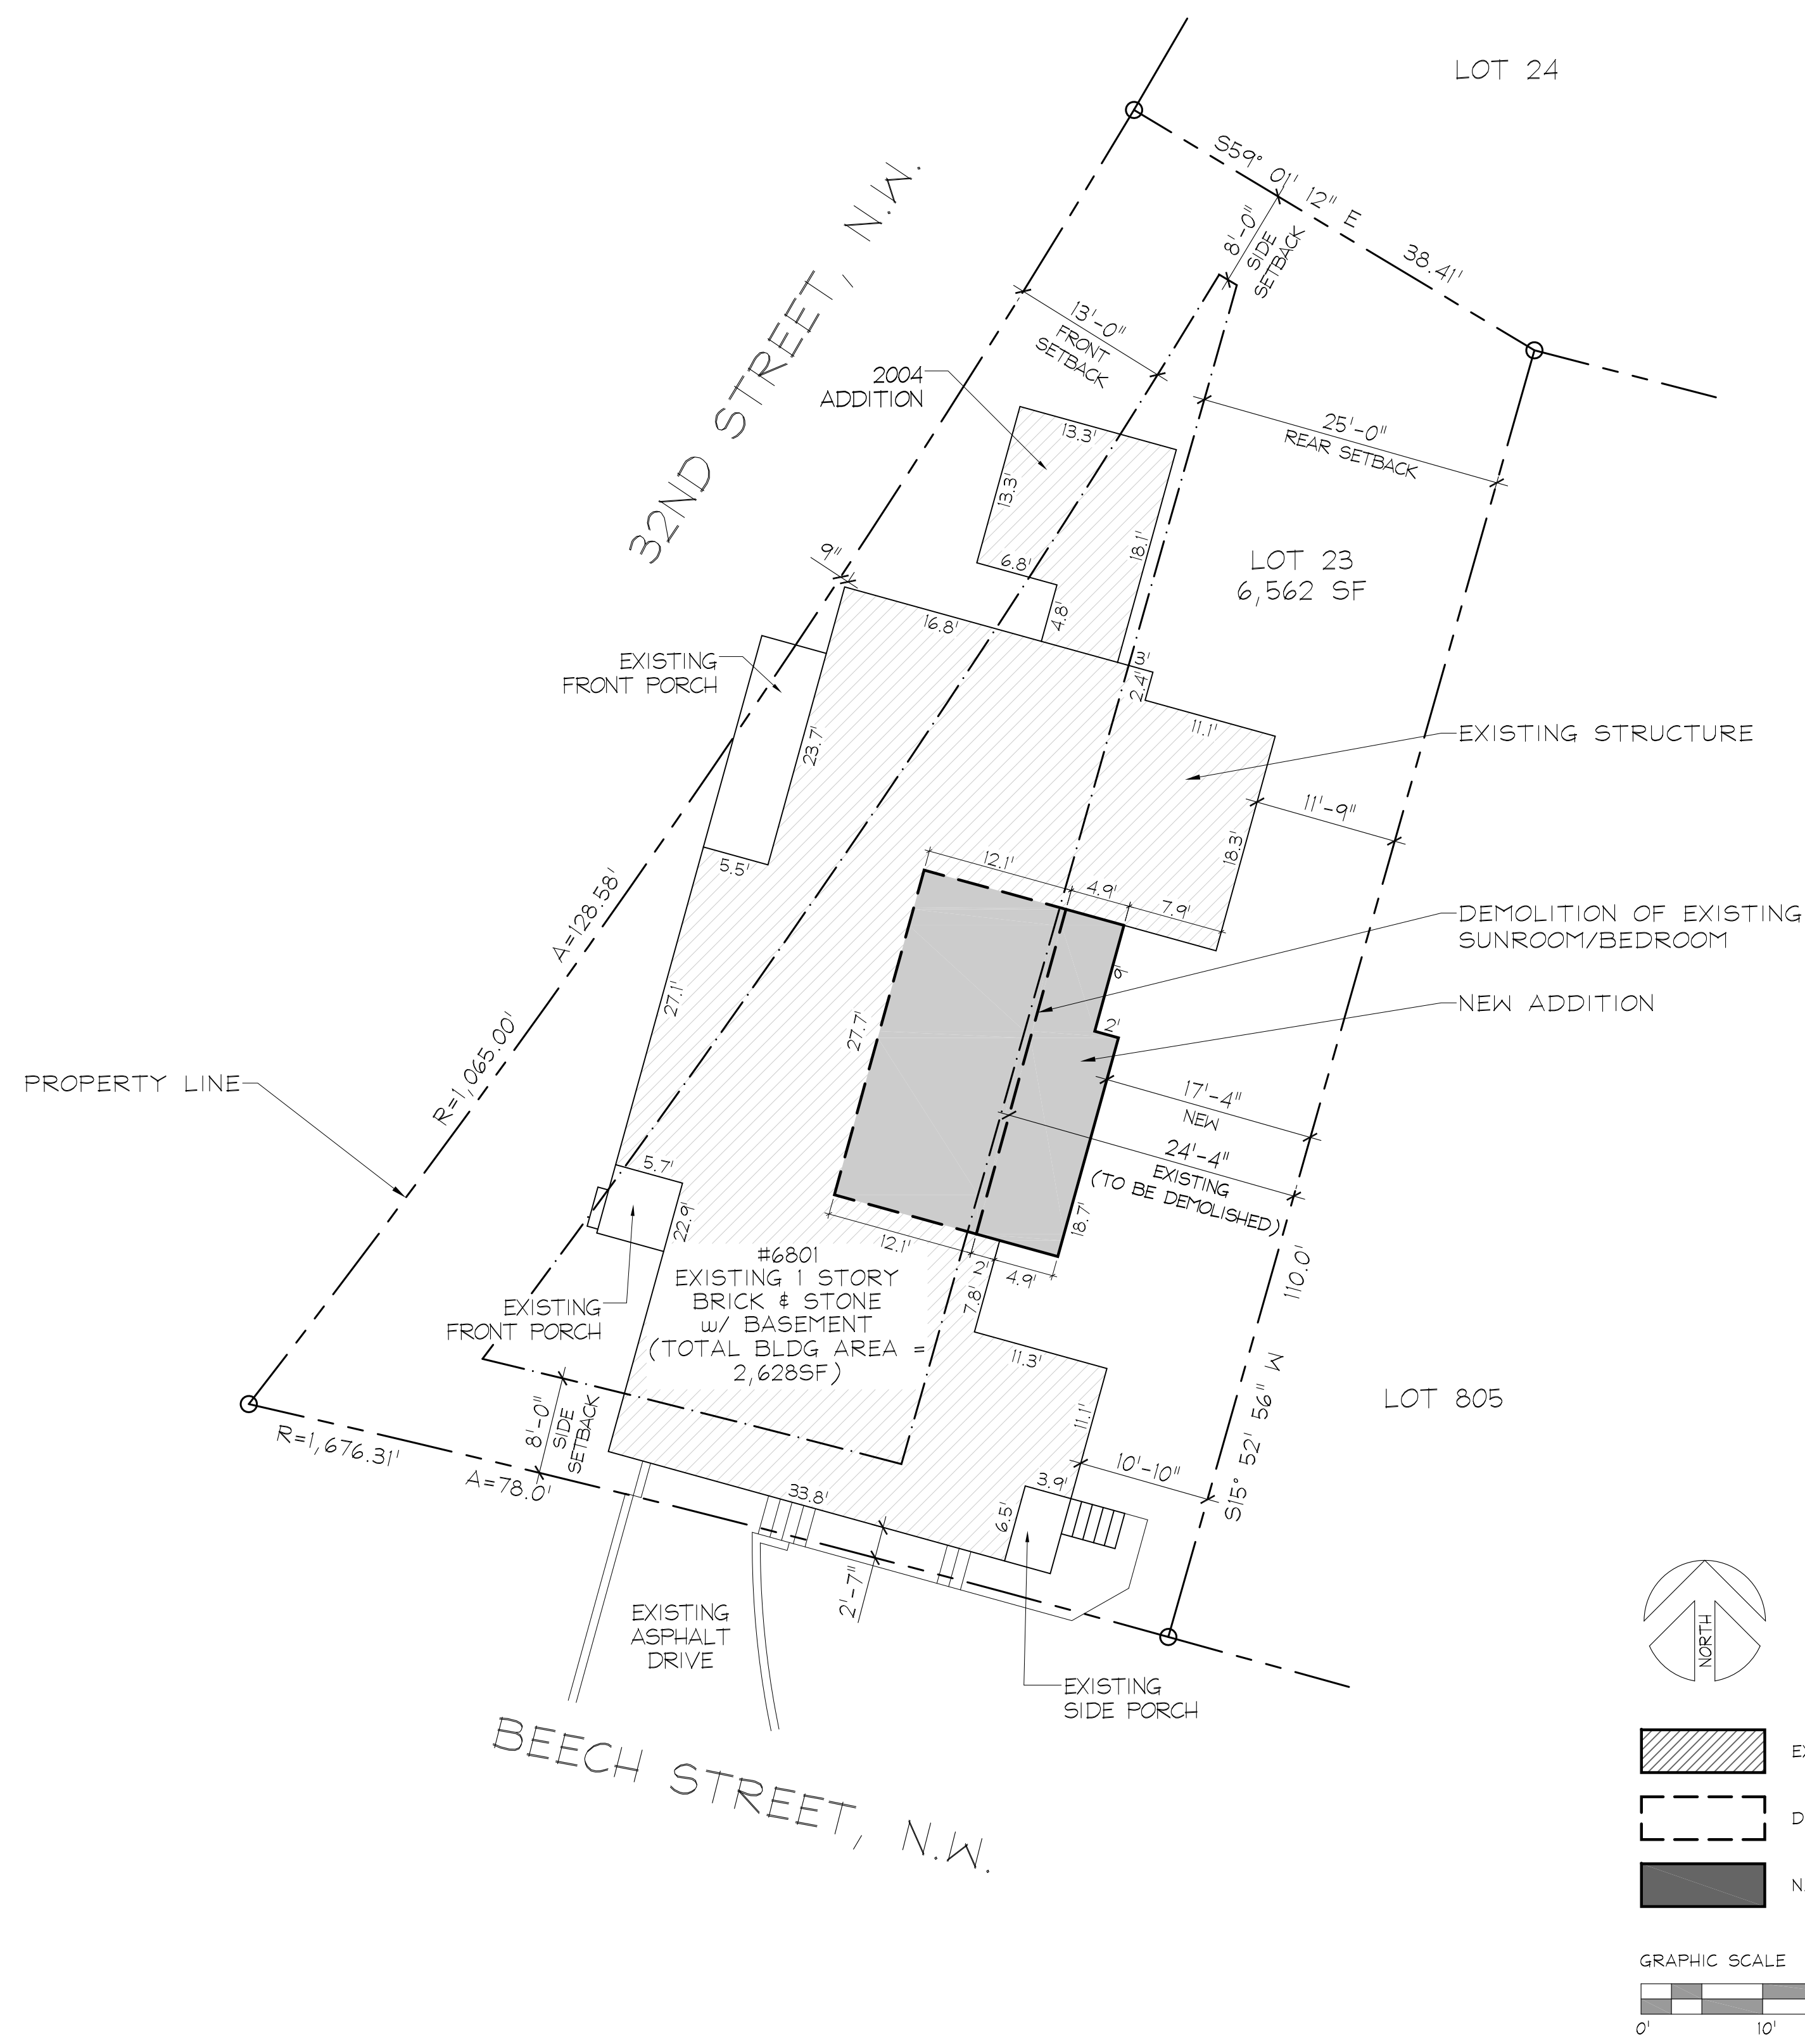 LOT 24
S59° 01' 12" E
38.41'
8'-0"
SIDE
SETBACK
32ND STREET, N.W.
13'-0"
FRONT
SETBACK
2004
ADDITION
13.3'
13.3'
25'-0"
REAR SETBACK
18.1'
6.8'
4.8'
LOT 23
6,562 SF
9"
16.8'
3'
2.4'
EXISTING
FRONT PORCH
11.1'
EXISTING STRUCTURE
23.7'
11'-9"
18.3'
5.5'
12.1'
4.9'
7.9'
DEMOLITION OF EXISTING
SUNROOM/BEDROOM
A=128.58'
9'
NEW ADDITION
27.1'
27.7'
2'
R=1,065.00'
PROPERTY LINE
17'-4"
NEW
24'-4"
EXISTING
(TO BE DEMOLISHED)
5.7'
22.9'
18.7'
12.1'
2'
4.9'
7.8'
#6801
EXISTING 1 STORY
BRICK & STONE
w/ BASEMENT
(TOTAL BLDG AREA =
2,628SF)
EXISTING
FRONT PORCH
110.0'
S15° 52' 56" W
11.3'
LOT 805
8'-0"
SIDE
SETBACK
11.1'
R=1,676.31'
A=78.0'
10'-10"
33.8'
3.9'
6.5'
2'-7"
EXISTING
ASPHALT
DRIVE
EXISTING
SIDE PORCH
BEECH STREET, N.W.
NORTH
GRAPHIC SCALE
0'
10'